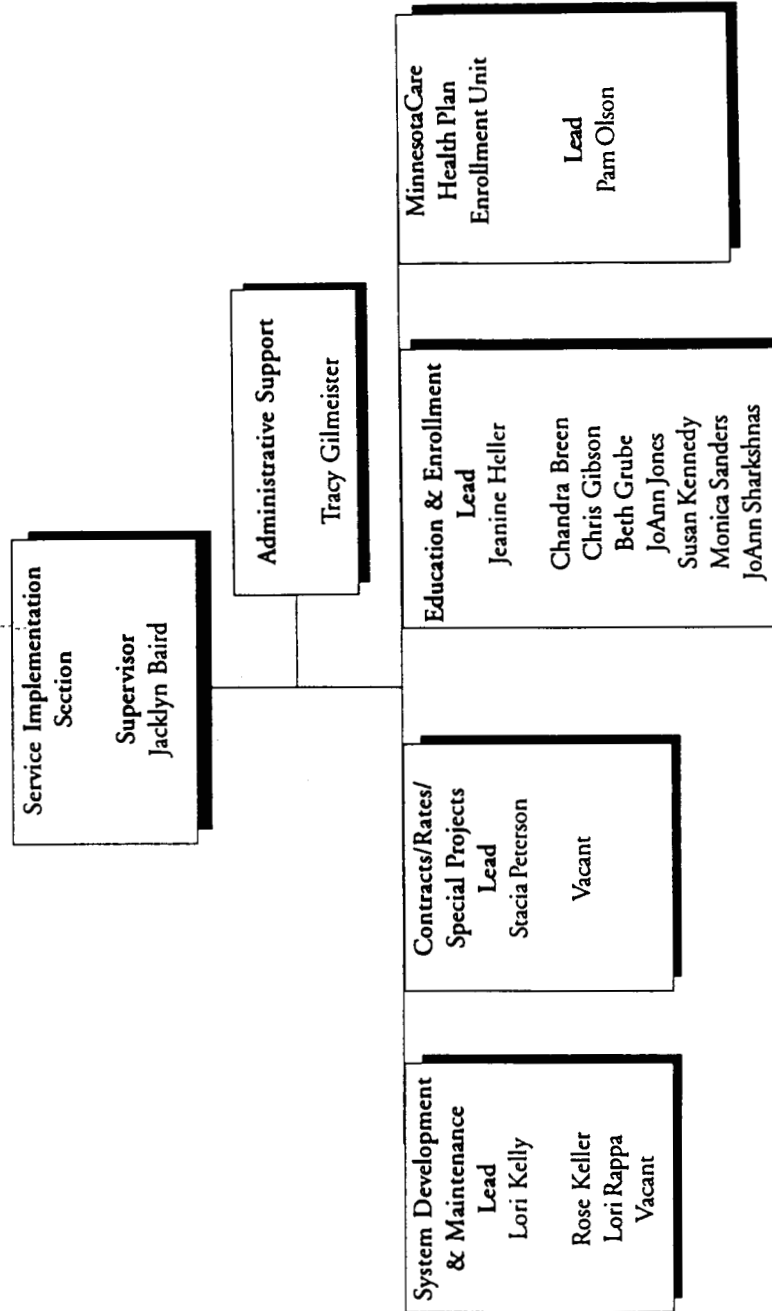 Service Implementation
Section
Supervisor
Jacklyn Baird
Administrative Support
Tracy Gilmeister
System Development
& Maintenance
Lead
Lori Kelly
Rose Keller
Lori Rappa
Vacant
Contracts/Rates/
Special Projects
Lead
Stacia Peterson
Vacant
Education & Enrollment
Lead
Jeanine Heller
Chandra Breen
Chris Gibson
Beth Grube
JoAnn Jones
Susan Kennedy
Monica Sanders
JoAnn Sharkshnas
MinnesotaCare
Health Plan
Enrollment Unit
Lead
Pam Olson